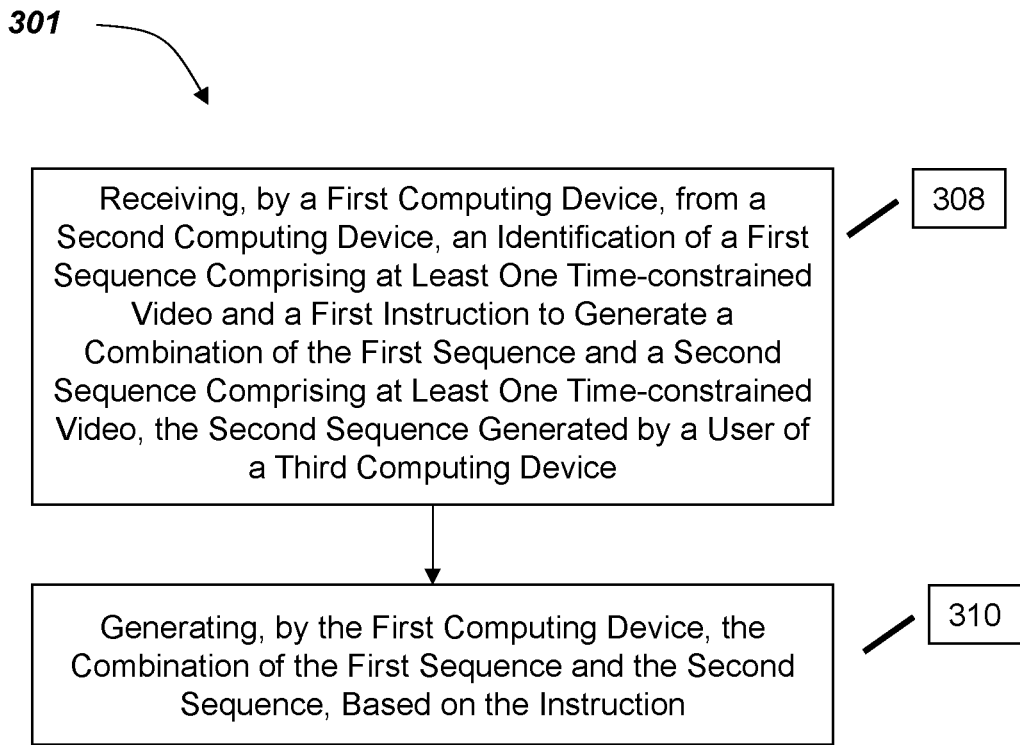 301
Receiving, by a First Computing Device, from a
Second Computing Device, an Identification of a First
Sequence Comprising at Least One Time-constrained
Video and a First Instruction to Generate a
Combination of the First Sequence and a Second
Sequence Comprising at Least One Time-constrained
Video, the Second Sequence Generated by a User of
a Third Computing Device
308
Generating, by the First Computing Device, the
Combination of the First Sequence and the Second
Sequence, Based on the Instruction
310